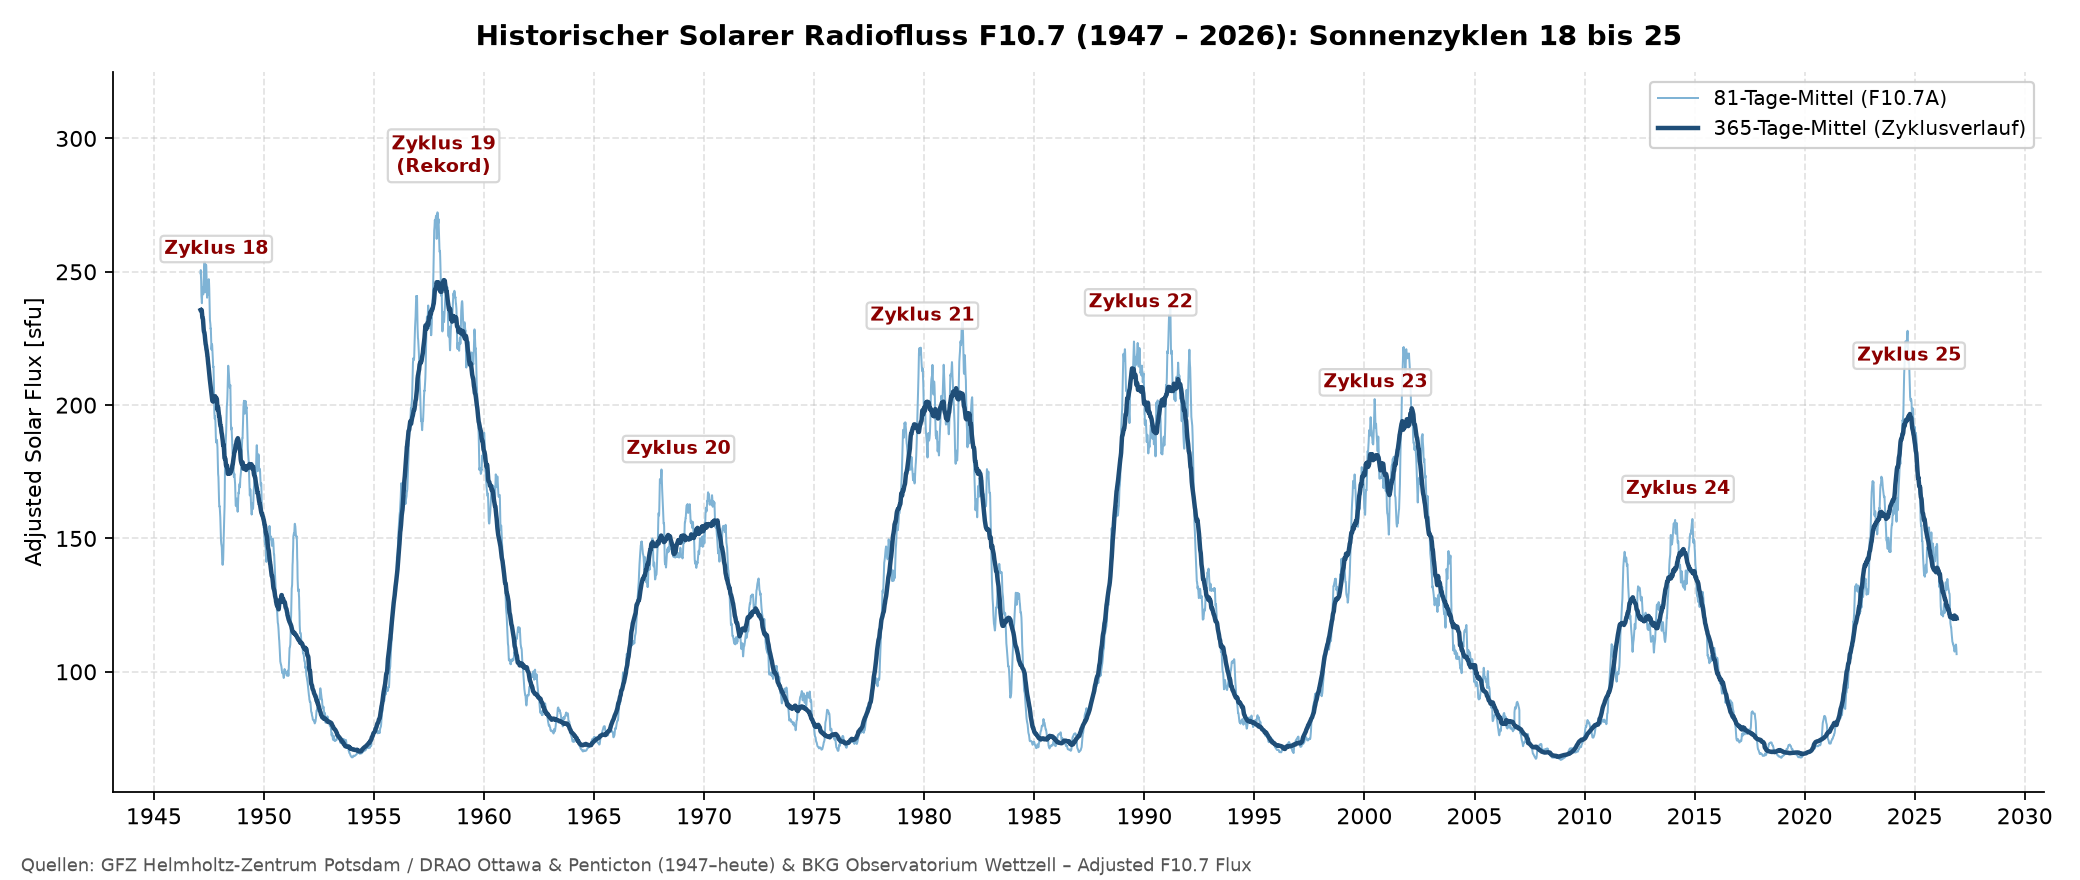 Historischer Solarer Radiofluss F10.7 (1947 – 2026): Sonnenzyklen 18 bis 25
81-Tage-Mittel (F10.7A)
365-Tage-Mittel (Zyklusverlauf)
Adjusted Solar Flux [sfu]
300
250
200
150
100
Zyklus 18
Zyklus 19
(Rekord)
Zyklus 20
Zyklus 21
Zyklus 22
Zyklus 23
Zyklus 24
Zyklus 25
1945 1950 1955 1960 1965 1970 1975 1980 1985 1990 1995 2000 2005 2010 2015 2020 2025 2030
Quellen: GFZ Helmholtz-Zentrum Potsdam / DRAO Ottawa & Penticton (1947–heute) & BKG Observatorium Wettzell – Adjusted F10.7 Flux